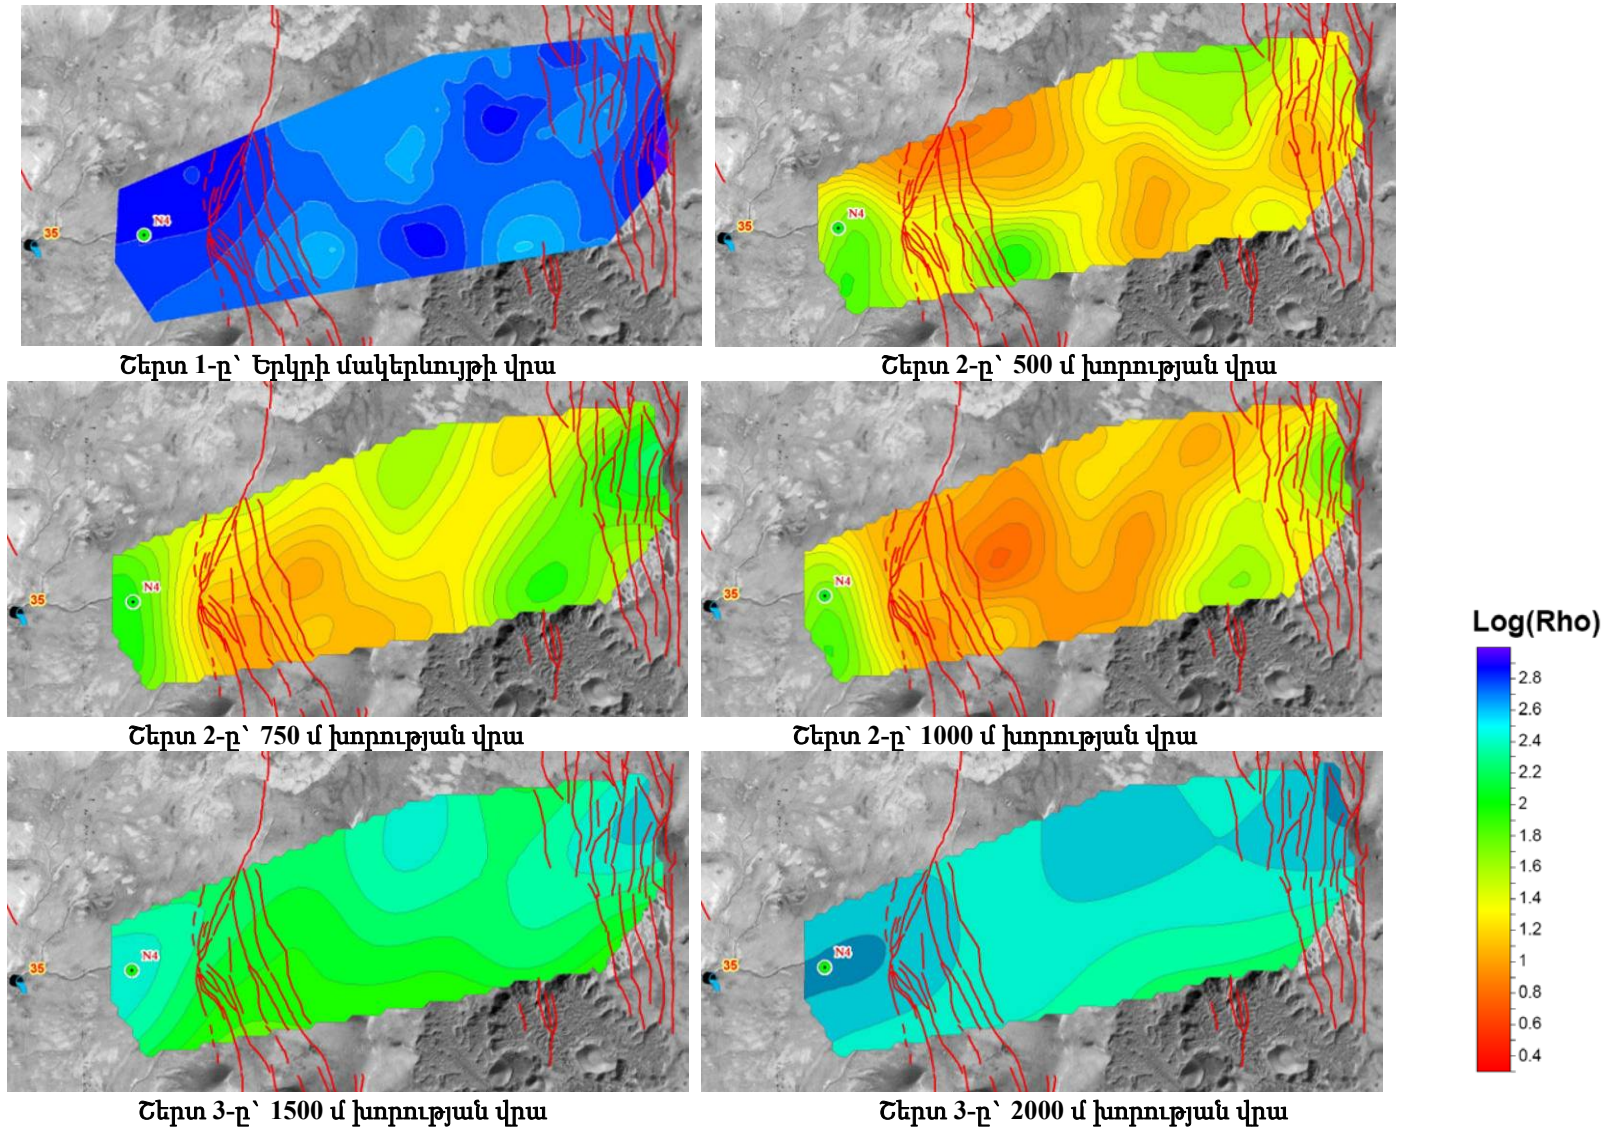 35
N4
Շերտ 1-ը` Երկրի մակերևույթի վրա
35
N4
Շերտ 2-ը` 500 մ խորության վրա
35
N4
Շերտ 2-ը` 750 մ խորության վրա
35
N4
Շերտ 2-ը` 1000 մ խորության վրա
35
N4
Շերտ 3-ը` 1500 մ խորության վրա
35
N4
Շերտ 3-ը` 2000 մ խորության վրա
Log(Rho)
2.8
2.6
2.4
2.2
2
1.8
1.6
1.4
1.2
1
0.8
0.6
0.4